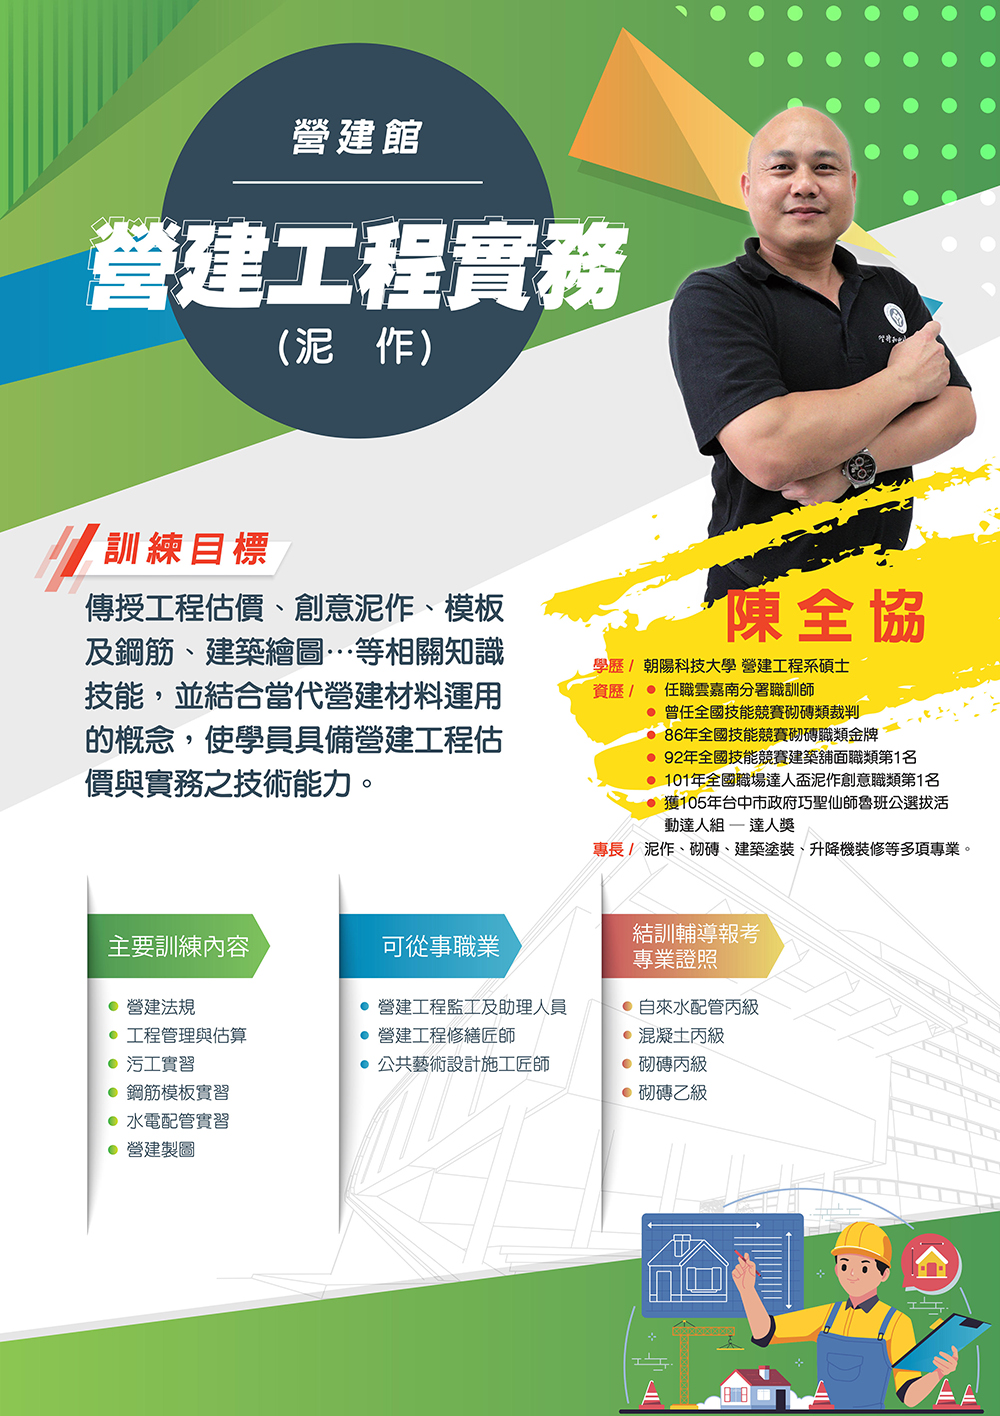 營建館
營建工程實務
(泥 作)
訓練目標
傳授工程估價、創意泥作、模板
及鋼筋、建築繪圖…等相關知識
技能，並結合當代營建材料運用
的概念，使學員具備營建工程估
價與實務之技術能力。
陳全協
學歷 / 朝陽科技大學 營建工程系碩士
資歷 / ● 任職雲嘉南分署職訓師
● 曾任全國技能競賽砌磚類裁判
● 86年全國技能競賽砌磚職類金牌
● 92年全國技能競賽建築舖面職類第1名
● 101年全國職場達人盃泥作創意職類第1名
● 獲105年台中市政府巧聖仙師魯班公選拔活
動達人組 — 達人獎
專長 / 泥作、砌磚、建築塗裝、升降機裝修等多項專業。
主要訓練內容
● 營建法規
● 工程管理與估算
● 污工實習
● 鋼筋模板實習
● 水電配管實習
● 營建製圖
可從事職業
● 營建工程監工及助理人員
● 營建工程修繕匠師
● 公共藝術設計施工匠師
結訓輔導報考
專業證照
● 自來水配管丙級
● 混凝土丙級
● 砌磚丙級
● 砌磚乙級